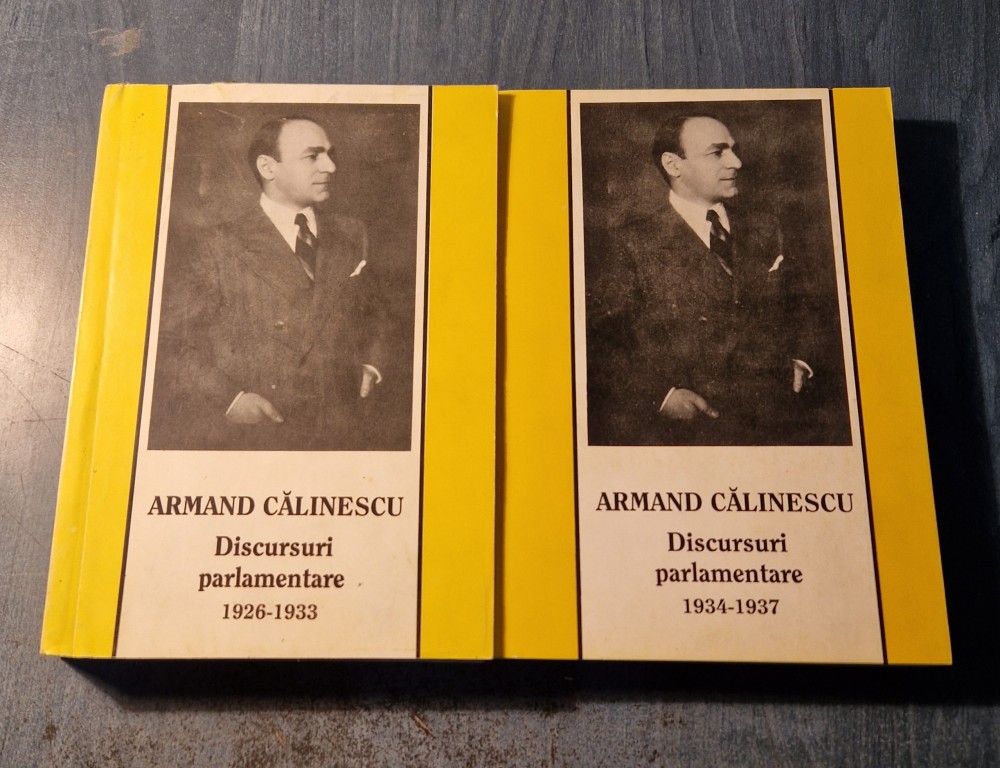 ARMAND CĂLINESCU
Discursuri
parlamentare
1926-1933
ARMAND CĂLINESCU
Discursuri
parlamentare
1934-1937